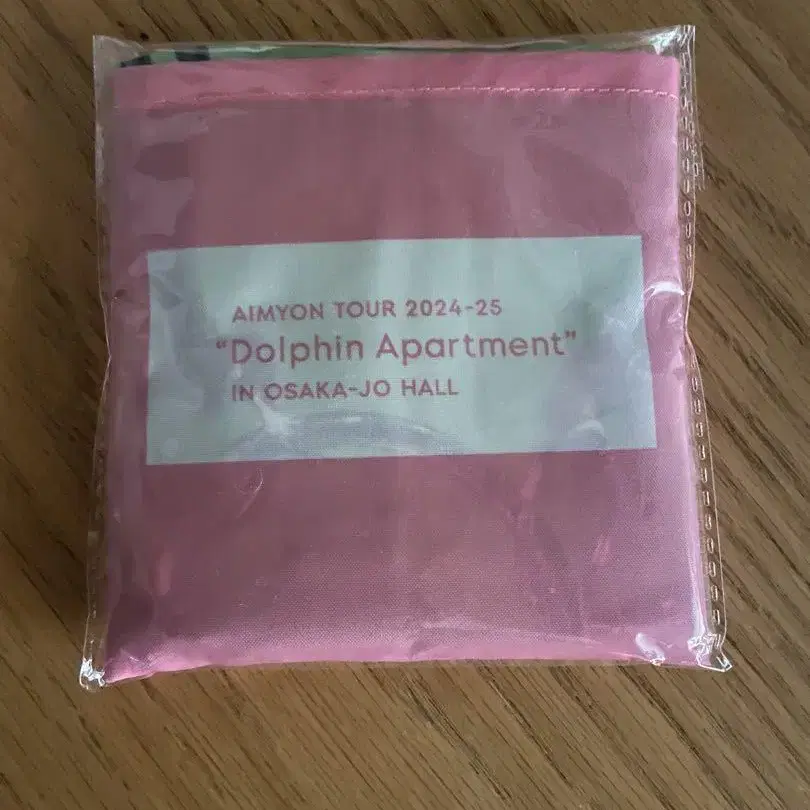 AIMYON TOUR 2024-25
“Dolphin Apartment”
IN OSAKA-JO HALL